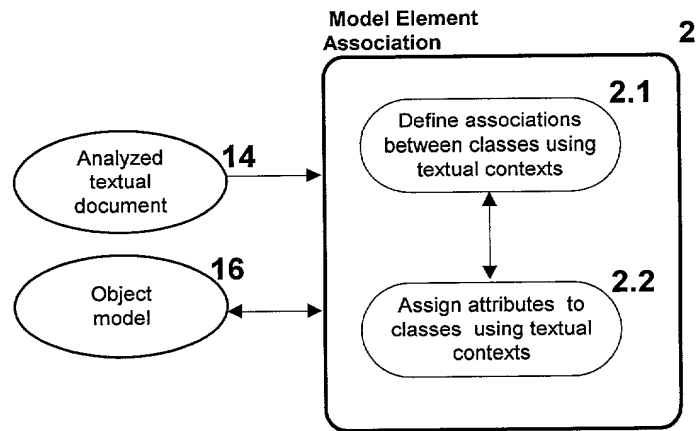 Model Element
Association
2
2.1
Define associations
between classes using
textual contexts
14
Analyzed
textual
document
16
Object
model
2.2
Assign attributes to
classes using textual
contexts